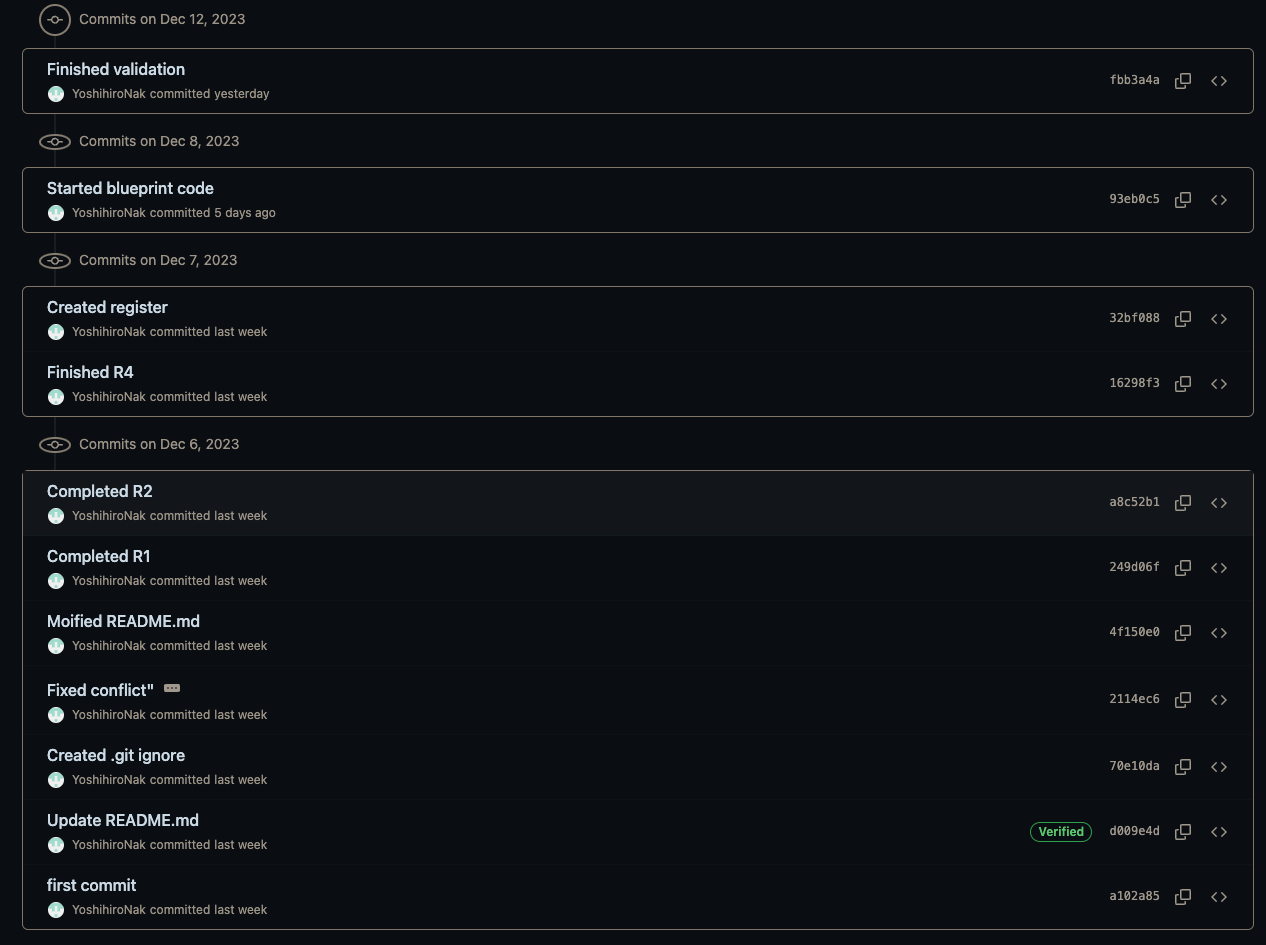 Commits on Dec 12, 2023
Finished validation
YoshihiroNak committed yesterday
fbb3a4a
Commits on Dec 8, 2023
Started blueprint code
YoshihiroNak committed 5 days ago
93eb0c5
Commits on Dec 7, 2023
Created register
YoshihiroNak committed last week
32bf088
Finished R4
YoshihiroNak committed last week
16298f3
Commits on Dec 6, 2023
Completed R2
YoshihiroNak committed last week
a8c52b1
Completed R1
YoshihiroNak committed last week
249d06f
Moified README.md
YoshihiroNak committed last week
4f150e0
Fixed conflict"
YoshihiroNak committed last week
2114ec6
Created .git ignore
YoshihiroNak committed last week
70e10da
Update README.md
YoshihiroNak committed last week
Verified d009e4d
first commit
YoshihiroNak committed last week
a102a85